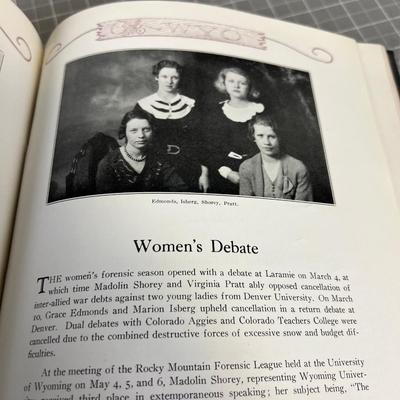 WYO
Edmonds, Isberg, Shorey, Pratt.
Women's Debate
THE women's forensic season opened with a debate at Laramie on March 4, at
which time Madolin Shorey and Virginia Pratt ably opposed cancellation of
inter-allied war debts against two young ladies from Denver University. On March
10, Grace Edmonds and Marion Isberg upheld cancellation in a return debate at
Denver. Dual debates with Colorado Aggies and Colorado Teachers College were
cancelled due to the combined destructive forces of excessive snow and budget dif-
ficulties.
At the meeting of the Rocky Mountain Forensic League held at the University
of Wyoming on May 4, 5, and 6, Madolin Shorey, representing Wyoming Univer-
received third place in extemporaneous speaking; her subject being, "The